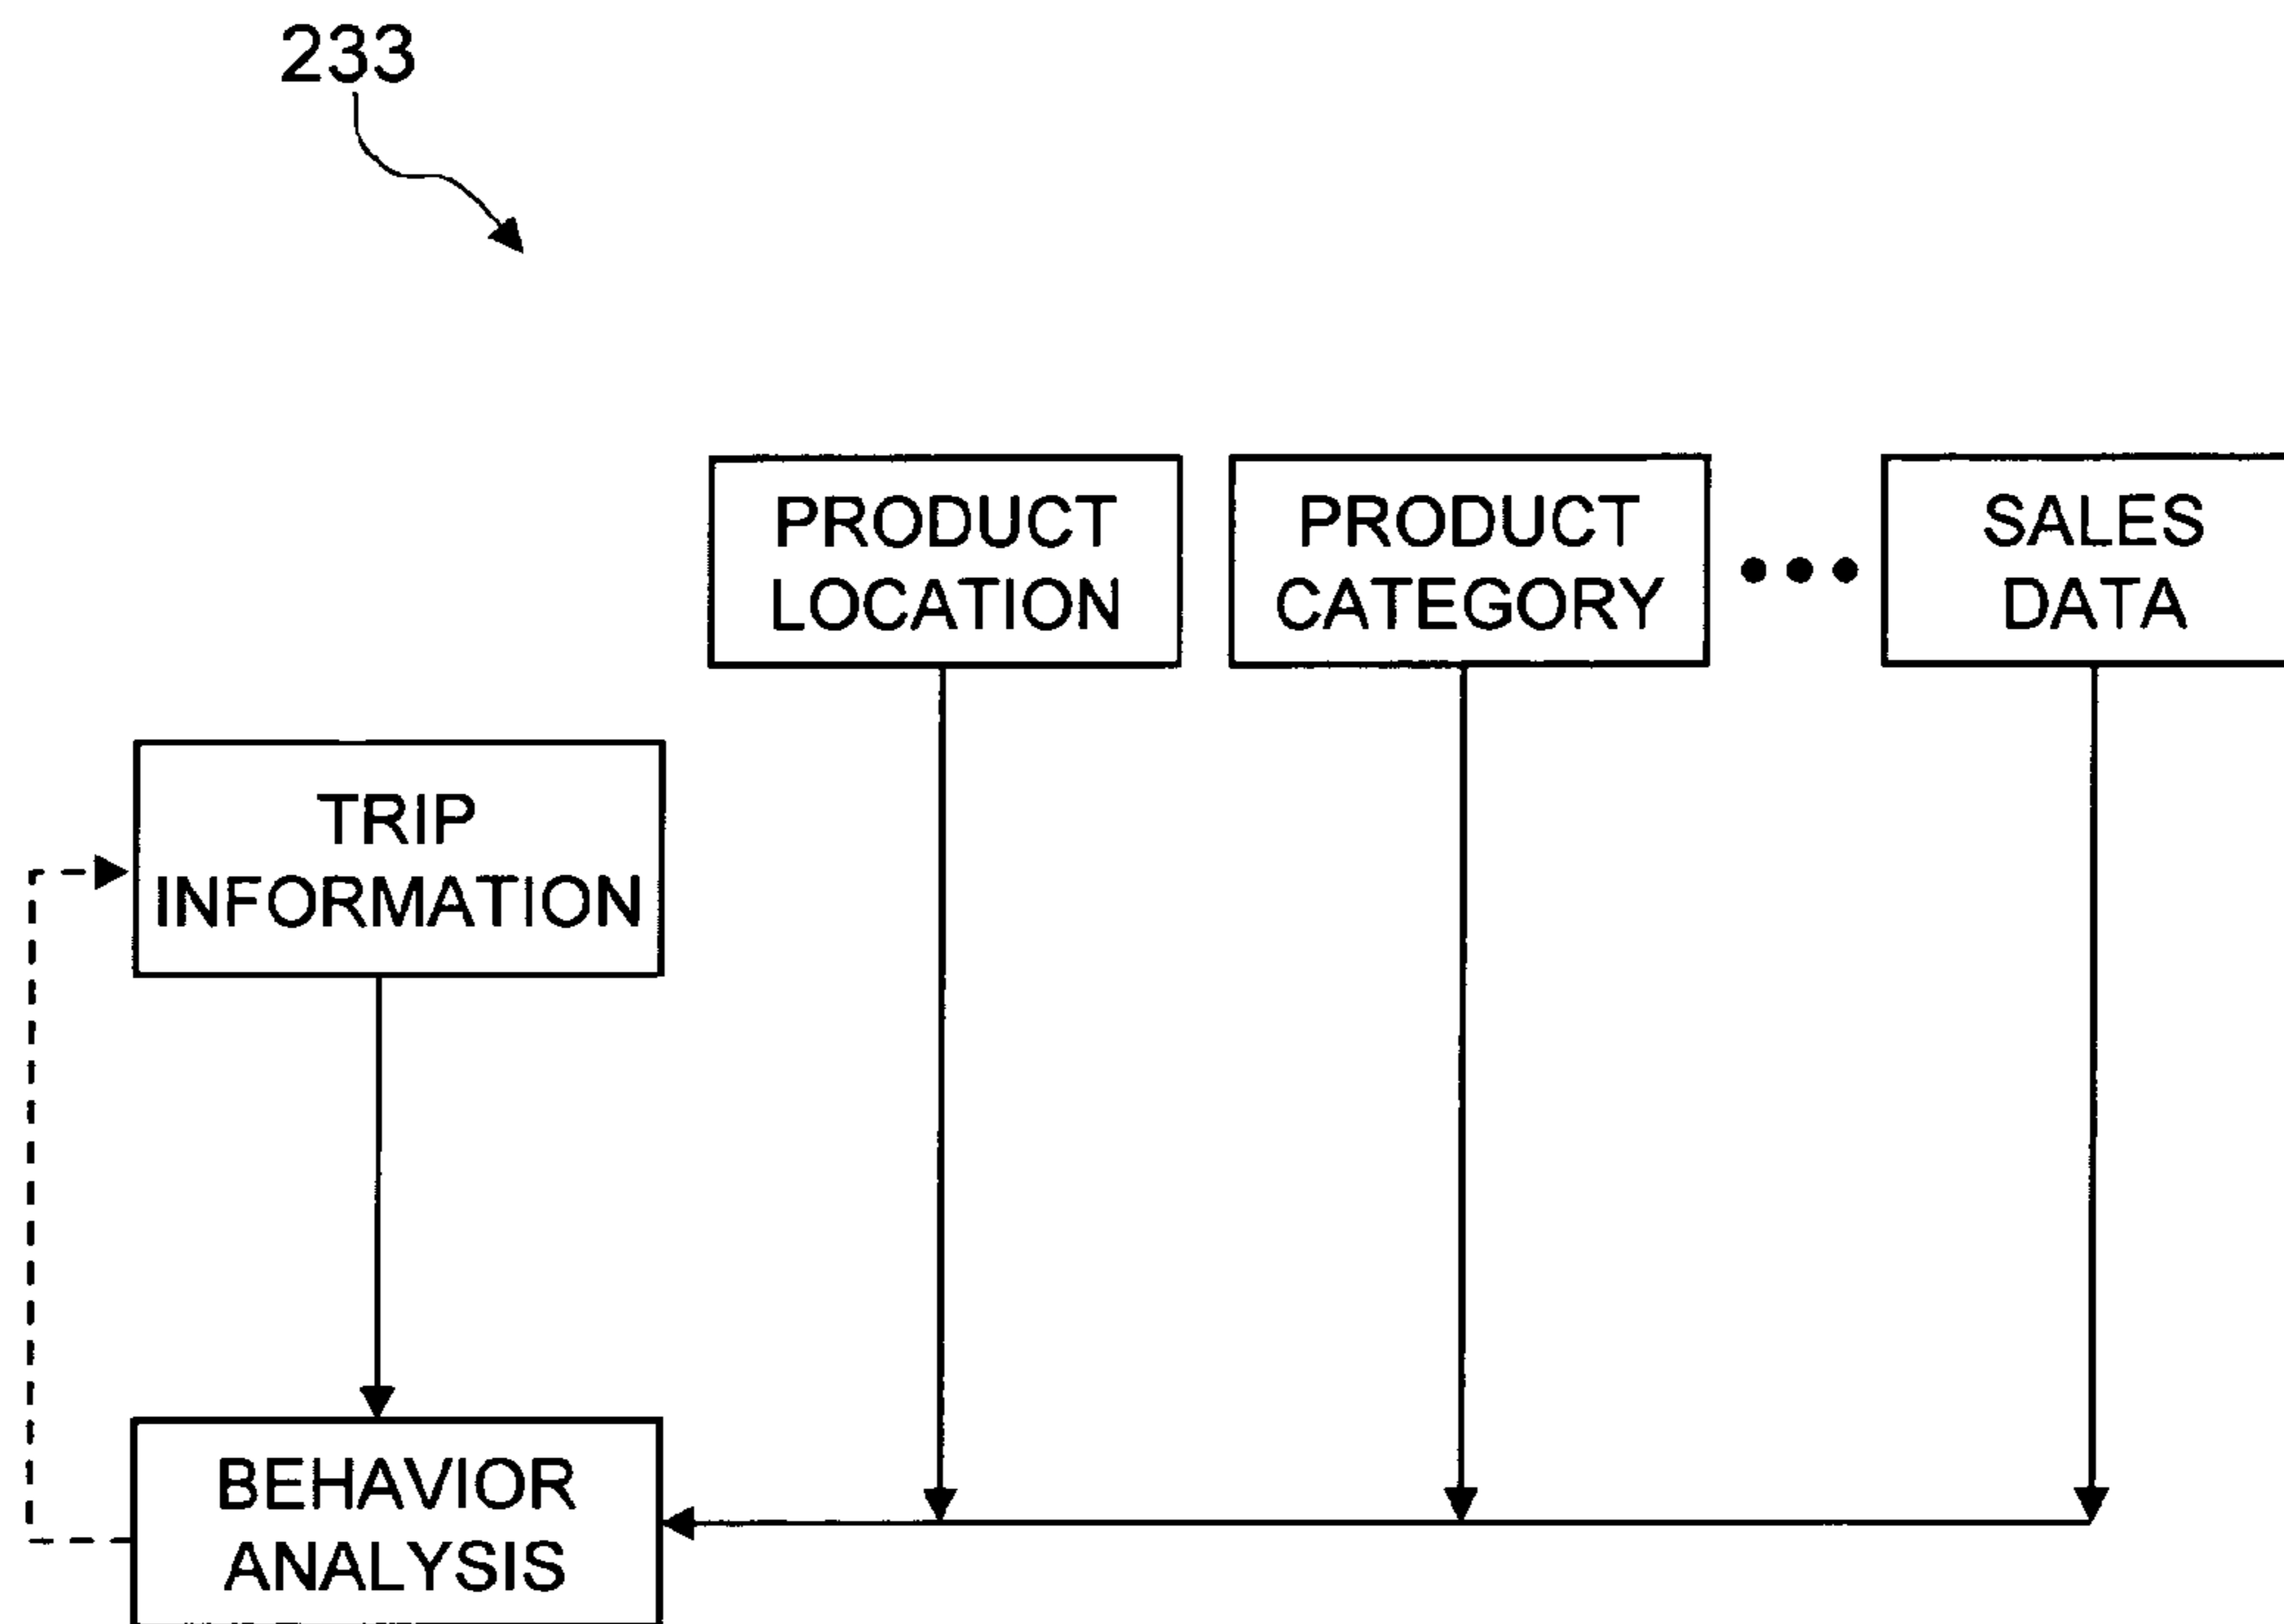 233
PRODUCT
LOCATION
PRODUCT
CATEGORY
SALES
DATA
TRIP
INFORMATION
BEHAVIOR
ANALYSIS